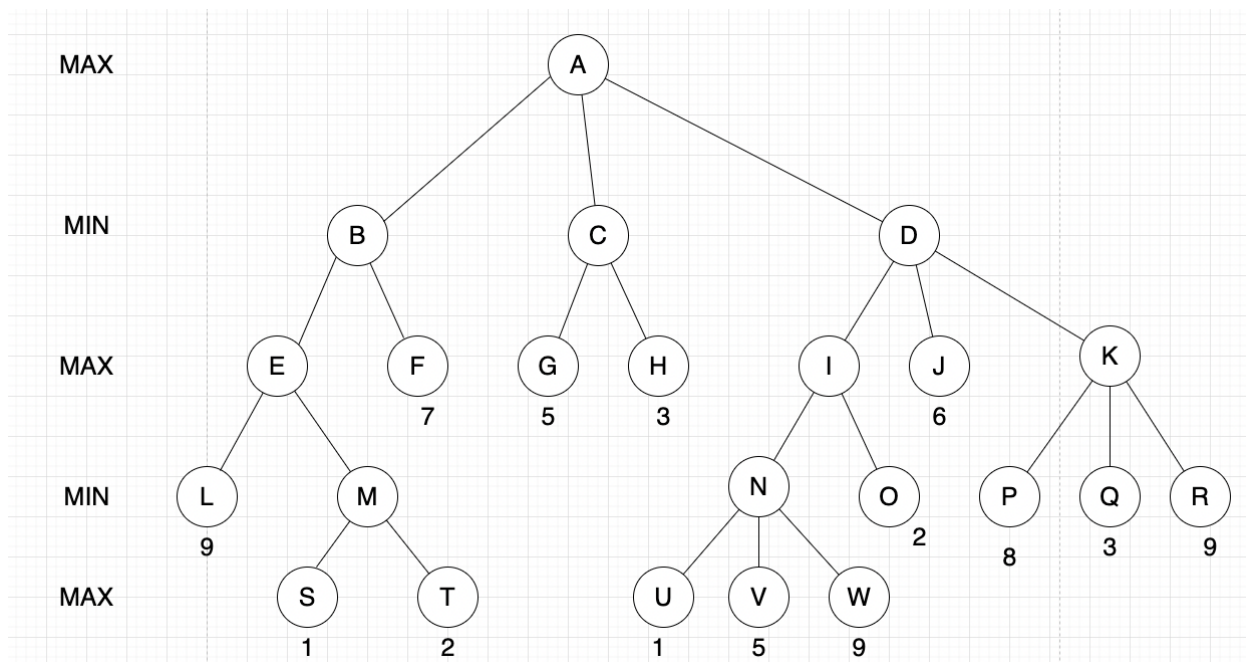 MAX A
MIN B C D
MAX E F G H I J K
7 5 3 6
MIN L M N O P Q R
9 2 8 3 9
MAX S T U V W
1 2 1 5 9